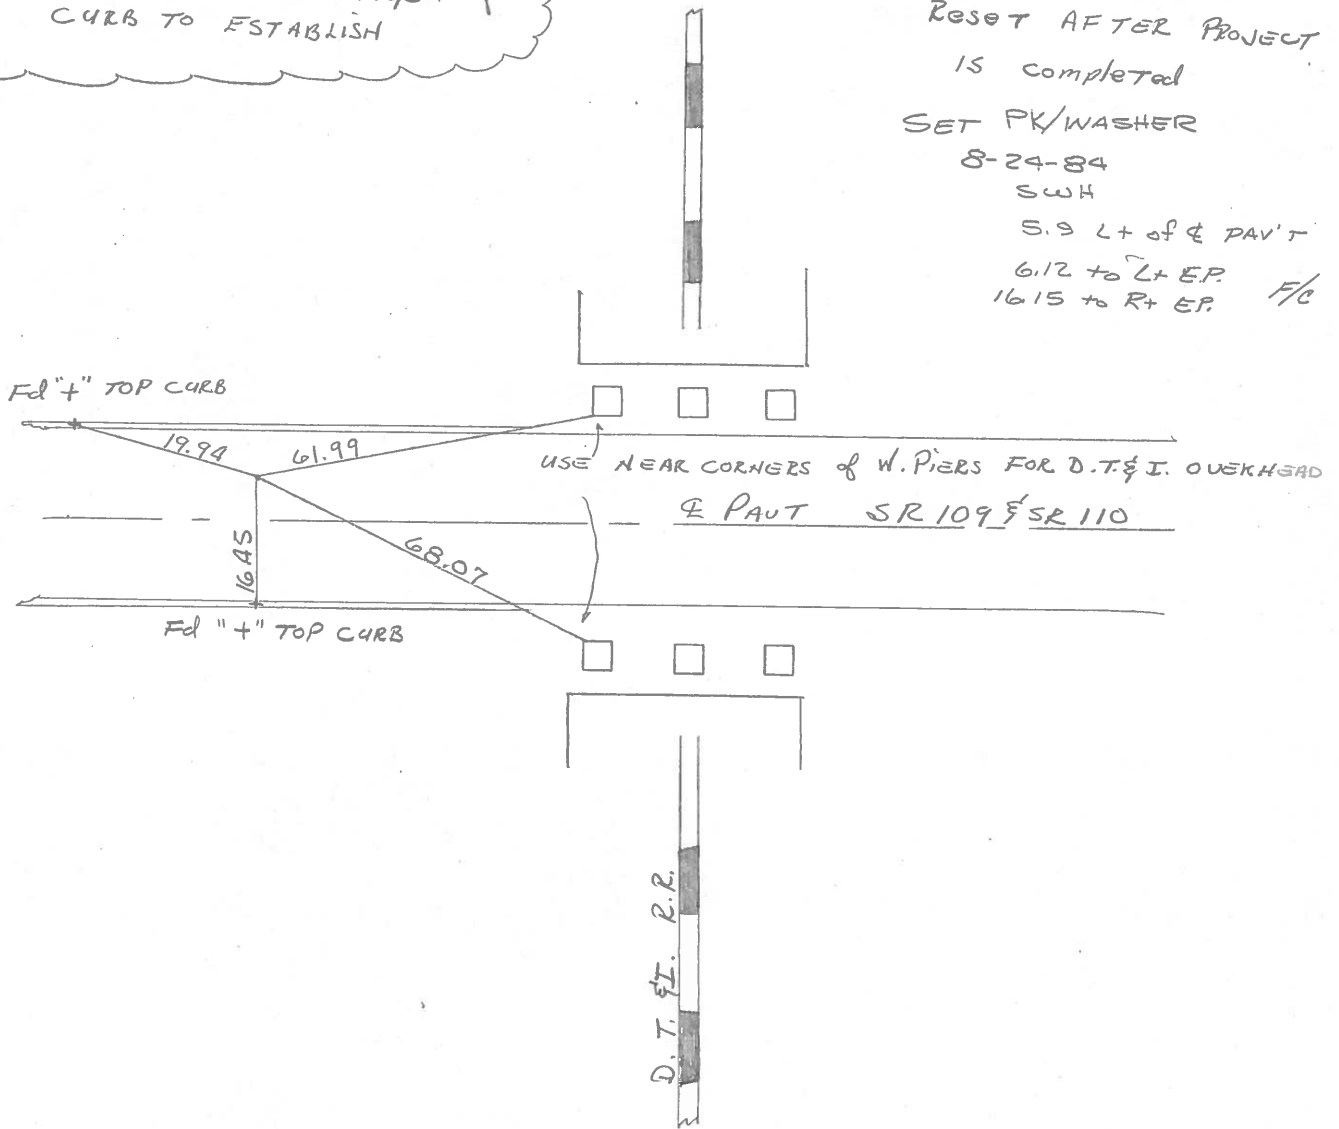 CURB TO ESTABLISH
Reset AFTER PROJECT
is completed
SET PK/WASHER
8-24-84
SWH
5.9 Lt of ℄ PAV'T
6.12 to Lt E.P.
16.15 to Rt EP.
F/C
Fd "+" TOP CURB
19.94
61.99
USE NEAR CORNERS of W. PIERS FOR D.T.& I. OVERHEAD
℄ PAVT SR 109 & SR 110
16.45
68.07
Fd "+" TOP CURB
D. T. & I. R.R.